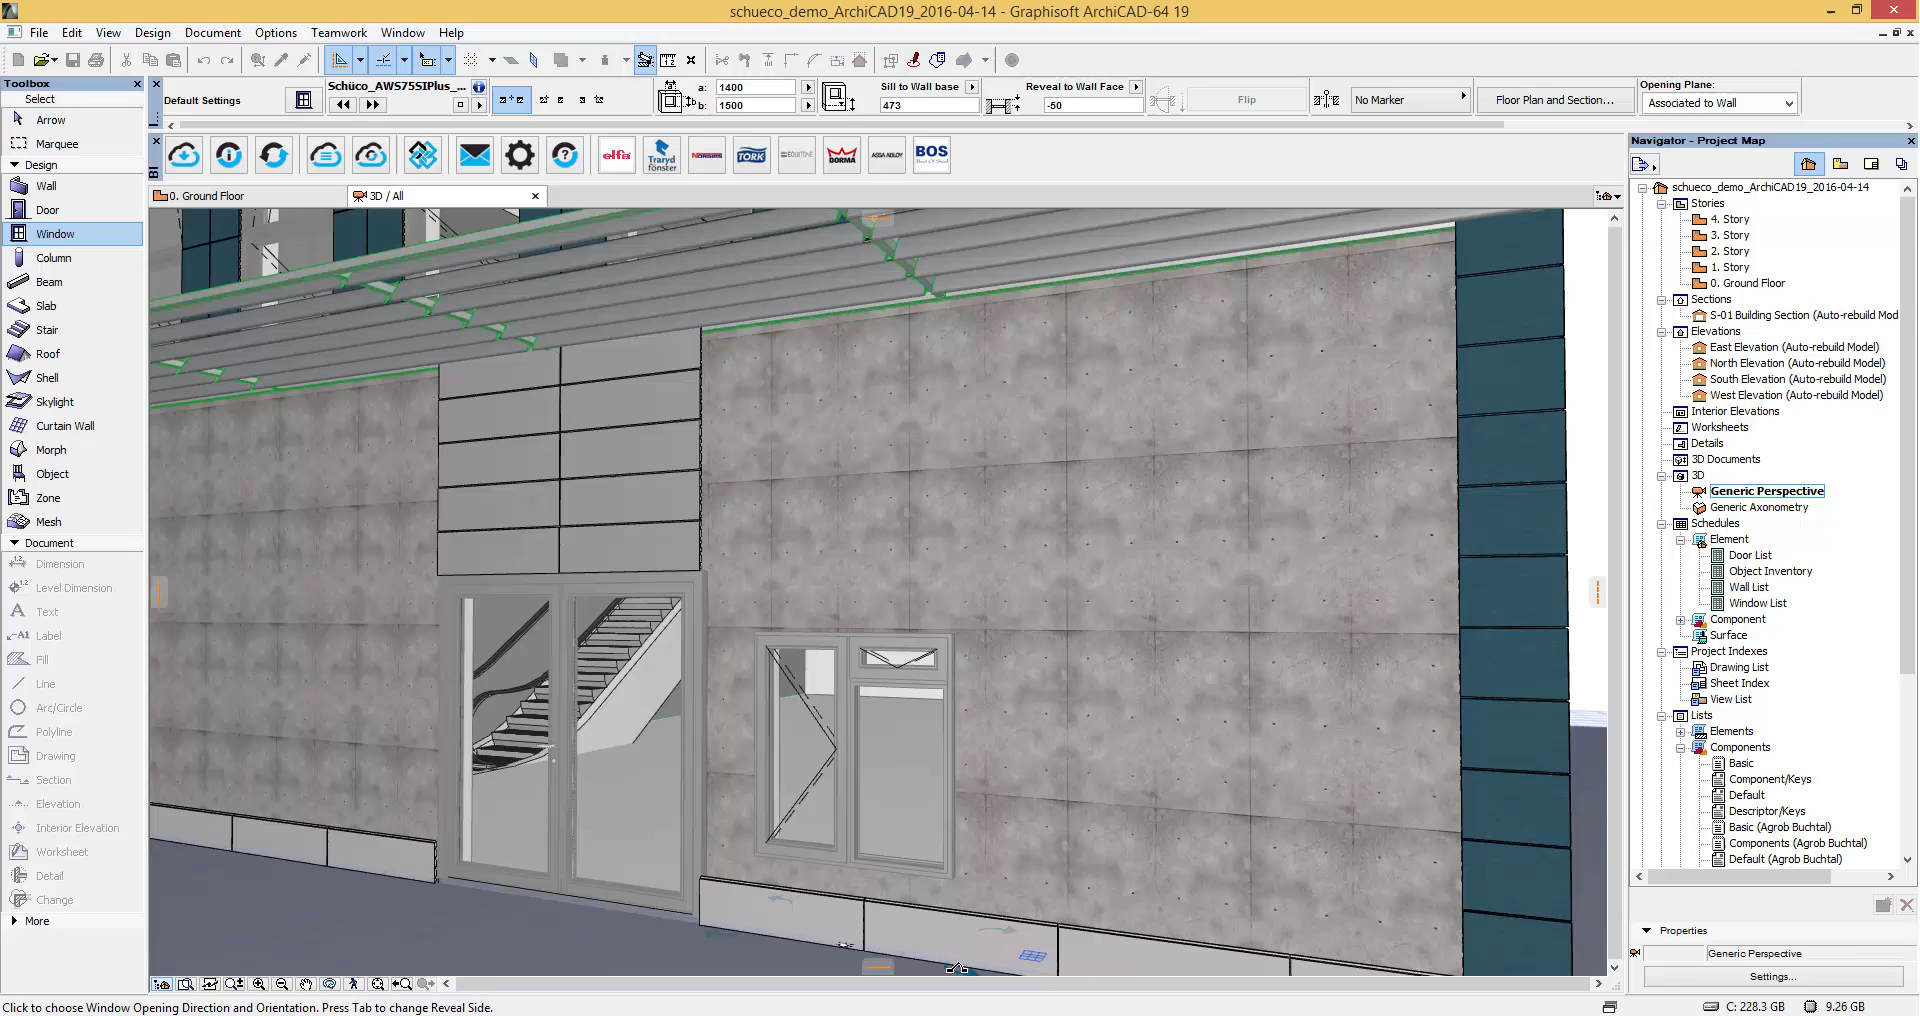 schueco_demo_ArchiCAD19_2016-04-14 - Graphisoft ArchiCAD-64 19
File Edit View Design Document Options Teamwork Window Help
Toolbox
Select
Arrow
Marquee
Design
Wall
Door
Window
Column
Beam
Slab
Stair
Roof
Shell
Skylight
Curtain Wall
Morph
Object
Zone
Mesh
Document
Dimension
Level Dimension
Text
Label
Fill
Line
Arc/Circle
Polyline
Drawing
Section
Elevation
Interior Elevation
Worksheet
Detail
Change
More
Default Settings
Schüco_AWS75SIPlus_...
a: 1400
b: 1500
Sill to Wall base
473
Reveal to Wall Face
-50
Flip
No Marker
Floor Plan and Section...
Opening Plane:
Associated to Wall
elfa
Traryd fönster
NORGIPS
TORK
DORMA
ASSA ABLOY
BOS
0. Ground Floor
3D / All
Navigator - Project Map
schueco_demo_ArchiCAD19_2016-04-14
Stories
4. Story
3. Story
2. Story
1. Story
0. Ground Floor
Sections
S-01 Building Section (Auto-rebuild Mod
Elevations
East Elevation (Auto-rebuild Model)
North Elevation (Auto-rebuild Model)
South Elevation (Auto-rebuild Model)
West Elevation (Auto-rebuild Model)
Interior Elevations
Worksheets
Details
3D Documents
3D
Generic Perspective
Generic Axonometry
Schedules
Element
Door List
Object Inventory
Wall List
Window List
Component
Surface
Project Indexes
Drawing List
Sheet Index
View List
Lists
Elements
Components
Basic
Component/Keys
Default
Descriptor/Keys
Basic (Agrob Buchtal)
Components (Agrob Buchtal)
Default (Agrob Buchtal)
Properties
Generic Perspective
Settings...
Click to choose Window Opening Direction and Orientation. Press Tab to change Reveal Side.
C: 228.3 GB
9.26 GB